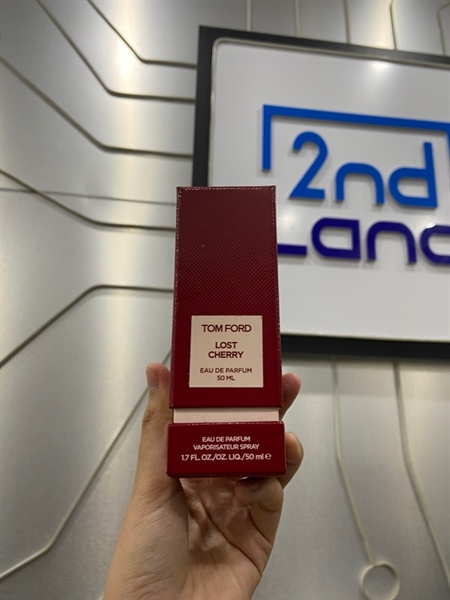 2nd
Land
TOM FORD
LOST
CHERRY
EAU DE PARFUM
50 ML
EAU DE PARFUM
VAPORISATEUR SPRAY
1.7 FL. OZ./OZ. LIQ./50 ml ℮